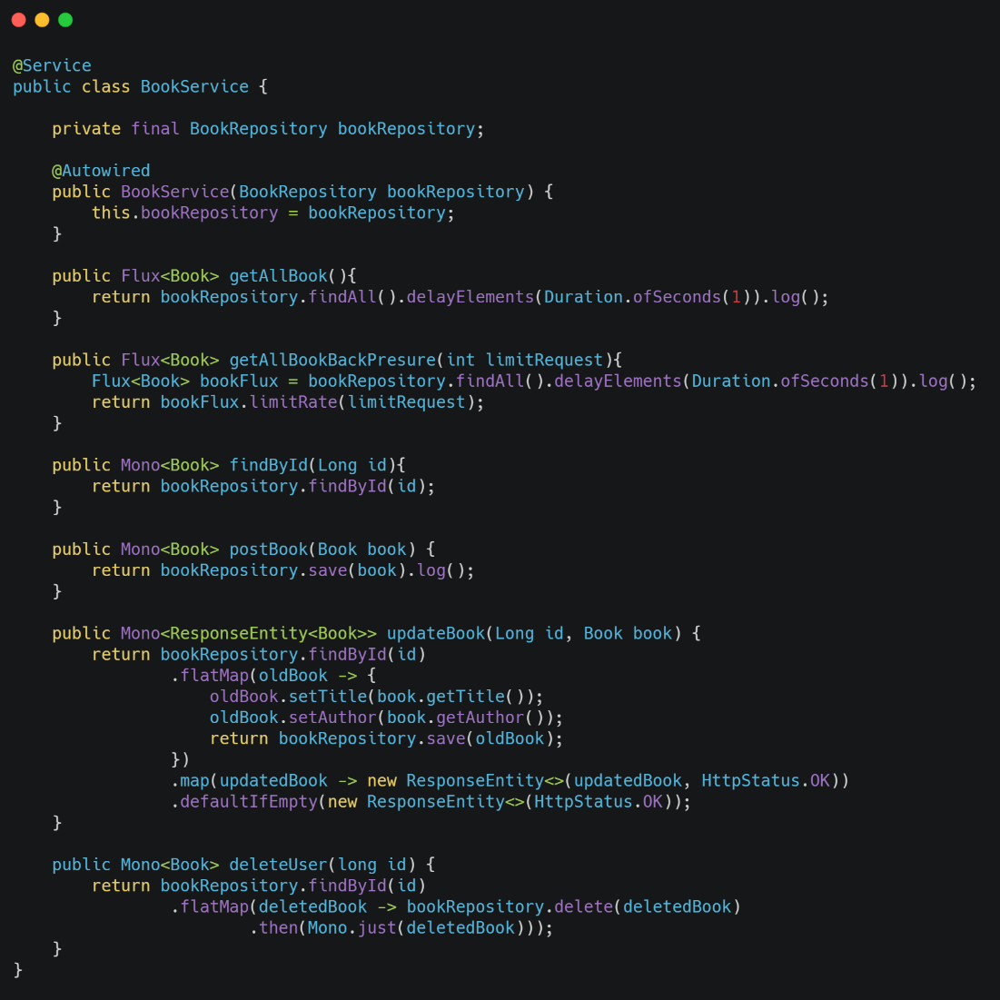 @Service
public class BookService {
    private final BookRepository bookRepository;
    @Autowired
    public BookService(BookRepository bookRepository) {
        this.bookRepository = bookRepository;
    }
    public Flux<Book> getAllBook(){
        return bookRepository.findAll().delayElements(Duration.ofSeconds(1)).log();
    }
    public Flux<Book> getAllBookBackPresure(int limitRequest){
        Flux<Book> bookFlux = bookRepository.findAll().delayElements(Duration.ofSeconds(1)).log();
        return bookFlux.limitRate(limitRequest);
    }
    public Mono<Book> findById(Long id){
        return bookRepository.findById(id);
    }
    public Mono<Book> postBook(Book book) {
        return bookRepository.save(book).log();
    }
    public Mono<ResponseEntity<Book>> updateBook(Long id, Book book) {
        return bookRepository.findById(id)
                .flatMap(oldBook -> {
                    oldBook.setTitle(book.getTitle());
                    oldBook.setAuthor(book.getAuthor());
                    return bookRepository.save(oldBook);
                })
                .map(updatedBook -> new ResponseEntity<>(updatedBook, HttpStatus.OK))
                .defaultIfEmpty(new ResponseEntity<>(HttpStatus.OK));
    }
    public Mono<Book> deleteUser(long id) {
        return bookRepository.findById(id)
                .flatMap(deletedBook -> bookRepository.delete(deletedBook)
                        .then(Mono.just(deletedBook)));
    }
}